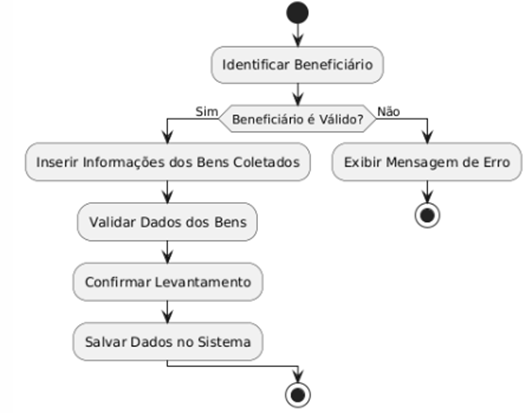 Identificar Beneficiário
Sim
Beneficiário é Válido?
Não
Inserir Informações dos Bens Coletados
Exibir Mensagem de Erro
Validar Dados dos Bens
Confirmar Levantamento
Salvar Dados no Sistema